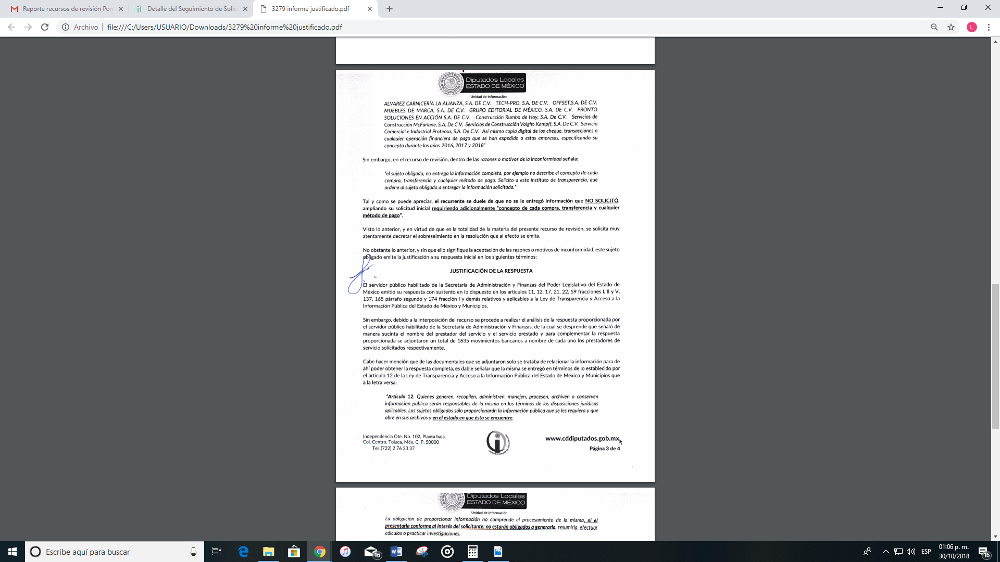 Reporte recursos de revisión Pon
Detalle del Seguimiento de Solici
3279 informe justificado.pdf
Archivo
file:///C:/Users/USUARIO/Downloads/3279%20informe%20justificado.pdf
L
Diputados Locales
ESTADO DE MÉXICO
Unidad de Información
ALVAREZ CARNICERÍA LA ALIANZA, S.A. DE C.V. TECH-PRO, S.A. DE C.V. OFFSET,S.A. DE C.V.
MUEBLES DE MARCA, S.A. DE C.V. GRUPO EDITORIAL DE MÉXICO, S.A. DE C.V. PRONTO
SOLUCIONES EN ACCIÓN S.A. DE C.V. Construcción Rumbo de Hoy, S.A. De C.V. Servicios de
Construcción McFarlane, S.A. De C.V. Servicios de Construcción Voight-Kampff, S.A. De C.V. Servicio
Comercial e Industrial Protecsa, S.A. De C.V. Así mismo copia digital de los cheque, transacciones o
cualquier operación financiera de pago que se han expedido a estas empresas, especificando su
concepto durante los años 2016, 2017 y 2018"
Sin embargo, en el recurso de revisión, dentro de las razones o motivos de la inconformidad señala:
"el sujeto obligado, no entrega la información completa, por ejemplo no describe el concepto de cada
compra, transferencia y cualquier método de pago. Solicito a este instituto de transparencia, que
ordene al sujeto obligado a entregar la información solicitada."
Tal y como se puede apreciar, el recurrente se duele de que no se le entregó información que NO SOLICITÓ,
ampliando su solicitud inicial requiriendo adicionalmente "concepto de cada compra, transferencia y cualquier
método de pago".
Visto lo anterior, y en virtud de que es la totalidad de la materia del presente recurso de revisión, se solicita muy
atentamente decretar el sobreseimiento en la resolución que al efecto se emita.
No obstante lo anterior, y sin que ello signifique la aceptación de las razones o motivos de inconformidad, este sujeto
obligado emite la justificación a su respuesta inicial en los siguientes términos:
JUSTIFICACIÓN DE LA RESPUESTA
El servidor público habilitado de la Secretaría de Administración y Finanzas del Poder Legislativo del Estado de
México emitió su respuesta con sustento en lo dispuesto en los artículos 11, 12, 17, 21, 22, 59 fracciones I, II y V,
137, 165 párrafo segundo y 174 fracción I y demás relativos y aplicables a la Ley de Transparencia y Acceso a la
Información Pública del Estado de México y Municipios.
Sin embargo, debido a la interposición del recurso se procede a realizar el análisis de la respuesta proporcionada por
el servidor público habilitado de la Secretaría de Administración y Finanzas, de la cual se desprende que señaló de
manera sucinta el nombre del prestador del servicio y el servicio prestado y para complementar la respuesta
proporcionada se adjuntaron un total de 1635 movimientos bancarios a nombre de cada uno los prestadores de
servicio solicitados respectivamente.
Cabe hacer mención que de las documentales que se adjuntaron solo se trataba de relacionar la información para de
ahí poder obtener la respuesta completa, es dable señalar que la misma se entregó en términos de lo establecido por
el artículo 12 de la Ley de Transparencia y Acceso a la Información Pública del Estado de México y Municipios que
a la letra versa:
"Artículo 12. Quienes generen, recopilen, administren, manejen, procesen, archiven o conserven
información pública serán responsables de la misma en los términos de las disposiciones jurídicas
aplicables. Los sujetos obligados sólo proporcionarán la información pública que se les requiera y que
obre en sus archivos y en el estado en que ésta se encuentre.
Independencia Ote. No. 102, Planta baja,
Col. Centro. Toluca, Méx. C. P. 50000
Tel. (722) 2 76 23 37
www.cddiputados.gob.mx
Página 3 de 4
Diputados Locales
ESTADO DE MÉXICO
Unidad de Información
La obligación de proporcionar información no comprende el procesamiento de la misma, ni el
presentarla conforme al interés del solicitante; no estarán obligados a generarla, resumirla, efectuar
cálculos o practicar investigaciones.
Escribe aquí para buscar
16
ESP
01:06 p. m.
30/10/2018
16